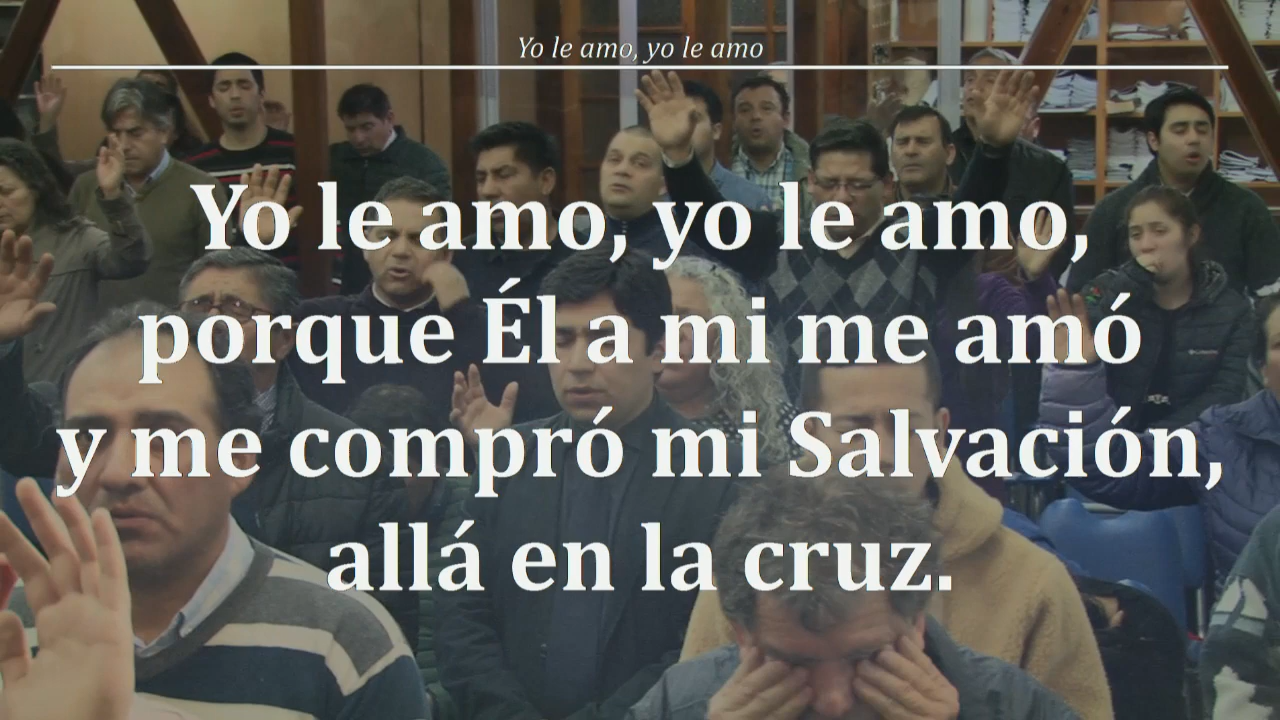 Yo le amo, yo le amo
Yo le amo, yo le amo,
porque Él a mi me amó
y me compró mi Salvación,
allá en la cruz.